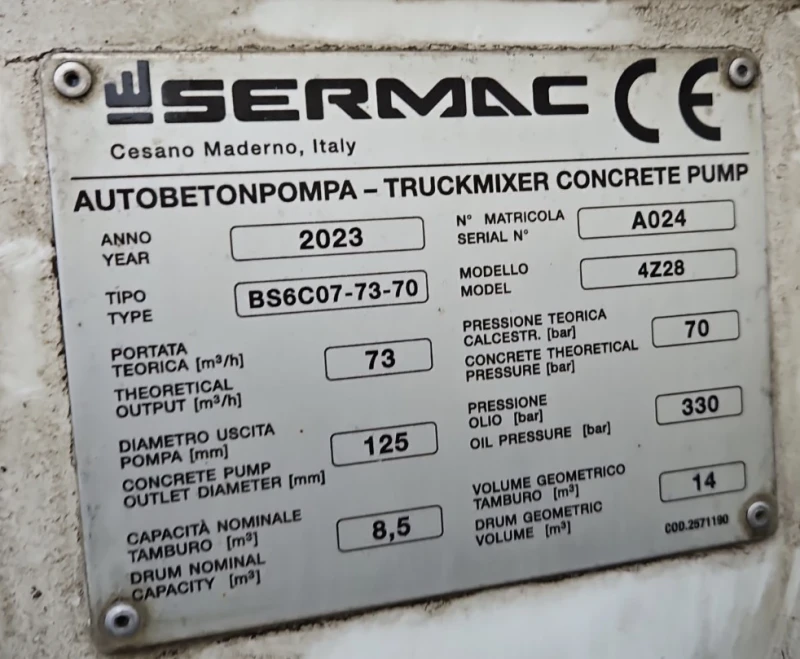 SERMAC CE
Cesano Maderno, Italy
AUTOBETONPOMPA – TRUCKMIXER CONCRETE PUMP
ANNO
YEAR
2023
N° MATRICOLA
SERIAL N°
A024
TIPO
TYPE
BS6C07-73-70
MODELLO
MODEL
4Z28
PORTATA
TEORICA [m³/h]
THEORETICAL
OUTPUT [m³/h]
73
PRESSIONE TEORICA
CALCESTR. [bar]
CONCRETE THEORETICAL
PRESSURE [bar]
70
DIAMETRO USCITA
POMPA [mm]
CONCRETE PUMP
OUTLET DIAMETER [mm]
125
PRESSIONE
OLIO [bar]
OIL PRESSURE [bar]
330
CAPACITÀ NOMINALE
TAMBURO [m³]
DRUM NOMINAL
CAPACITY [m³]
8,5
VOLUME GEOMETRICO
TAMBURO [m³]
DRUM GEOMETRIC
VOLUME [m³]
14
COD.2571190